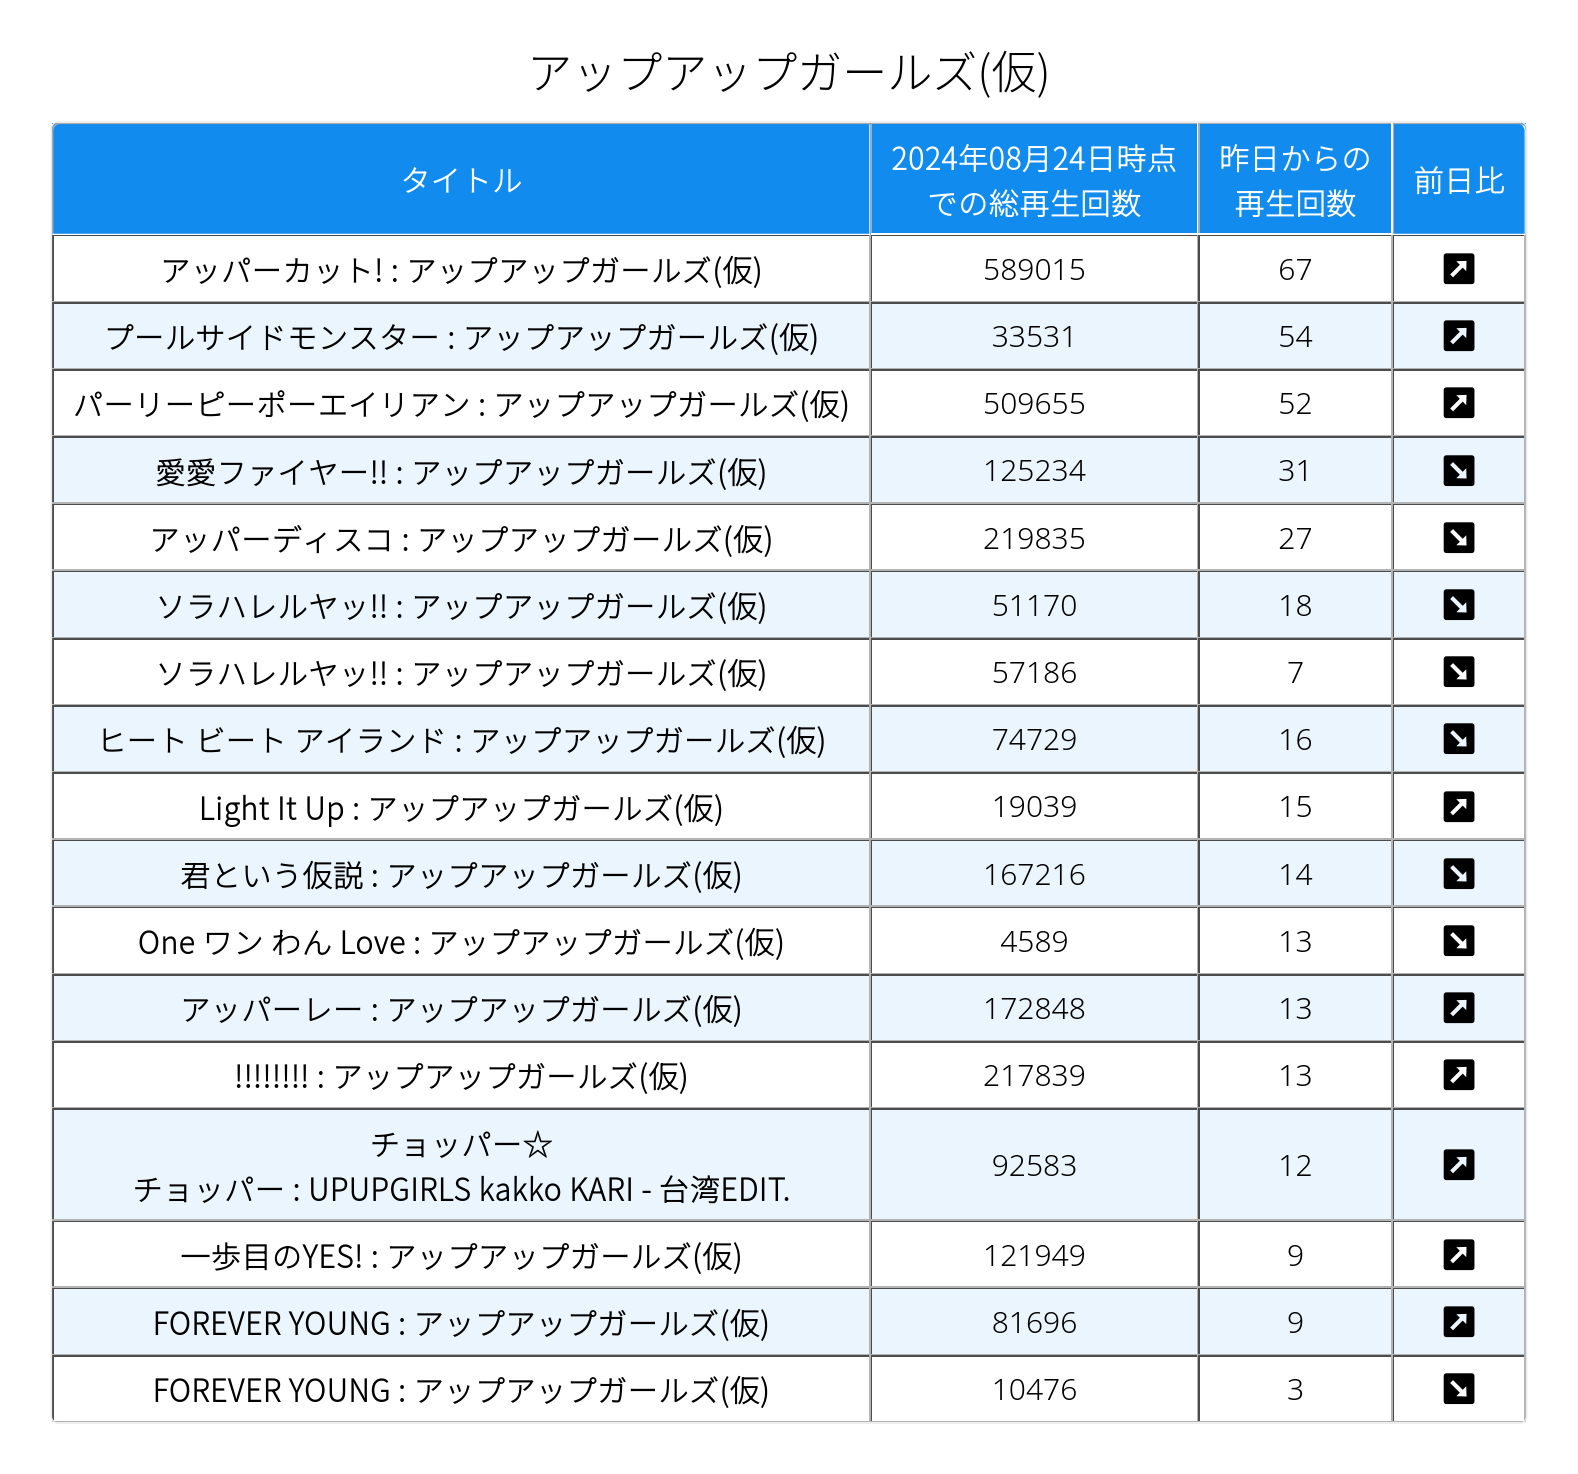 アップアップガールズ(仮)
タイトル
2024年08月24日時点
での総再生回数
昨日からの
再生回数
前日比
アッパーカット! : アップアップガールズ(仮) 589015 67 ↗
プールサイドモンスター : アップアップガールズ(仮) 33531 54 ↗
パーリーピーポーエイリアン : アップアップガールズ(仮) 509655 52 ↗
愛愛ファイヤー!! : アップアップガールズ(仮) 125234 31 ↘
アッパーディスコ : アップアップガールズ(仮) 219835 27 ↘
ソラハレルヤッ!! : アップアップガールズ(仮) 51170 18 ↘
ソラハレルヤッ!! : アップアップガールズ(仮) 57186 7 ↘
ヒート ビート アイランド : アップアップガールズ(仮) 74729 16 ↘
Light It Up : アップアップガールズ(仮) 19039 15 ↗
君という仮説 : アップアップガールズ(仮) 167216 14 ↘
One ワン わん Love : アップアップガールズ(仮) 4589 13 ↘
アッパーレー : アップアップガールズ(仮) 172848 13 ↗
!!!!!!!! : アップアップガールズ(仮) 217839 13 ↗
チョッパー☆
チョッパー : UPUPGIRLS kakko KARI - 台湾EDIT. 92583 12 ↗
一歩目のYES! : アップアップガールズ(仮) 121949 9 ↗
FOREVER YOUNG : アップアップガールズ(仮) 81696 9 ↗
FOREVER YOUNG : アップアップガールズ(仮) 10476 3 ↘